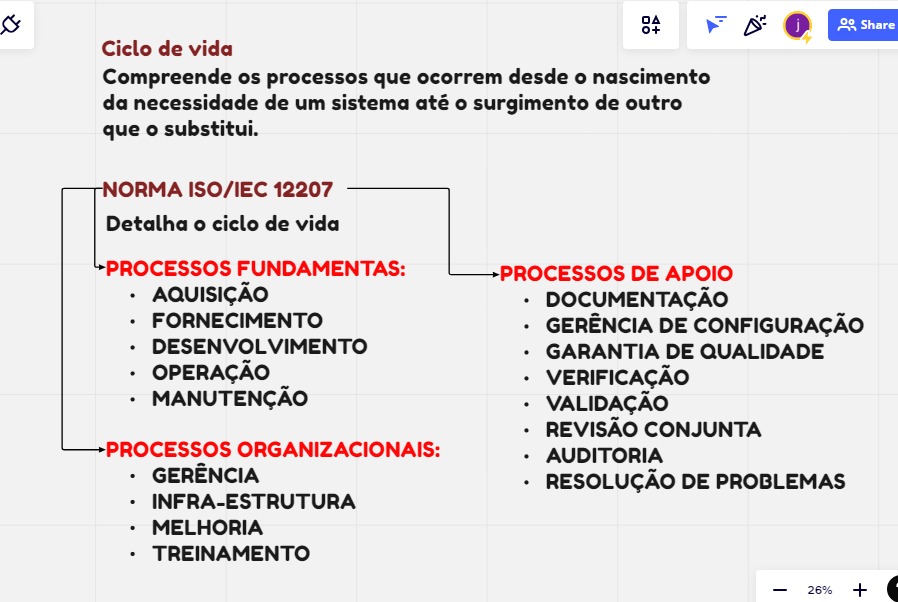 j
Share
Ciclo de vida
Compreende os processos que ocorrem desde o nascimento
da necessidade de um sistema até o surgimento de outro
que o substitui.
NORMA ISO/IEC 12207
Detalha o ciclo de vida
PROCESSOS FUNDAMENTAS:
• AQUISIÇÃO
• FORNECIMENTO
• DESENVOLVIMENTO
• OPERAÇÃO
• MANUTENÇÃO
PROCESSOS ORGANIZACIONAIS:
• GERÊNCIA
• INFRA-ESTRUTURA
• MELHORIA
• TREINAMENTO
PROCESSOS DE APOIO
• DOCUMENTAÇÃO
• GERÊNCIA DE CONFIGURAÇÃO
• GARANTIA DE QUALIDADE
• VERIFICAÇÃO
• VALIDAÇÃO
• REVISÃO CONJUNTA
• AUDITORIA
• RESOLUÇÃO DE PROBLEMAS
26%